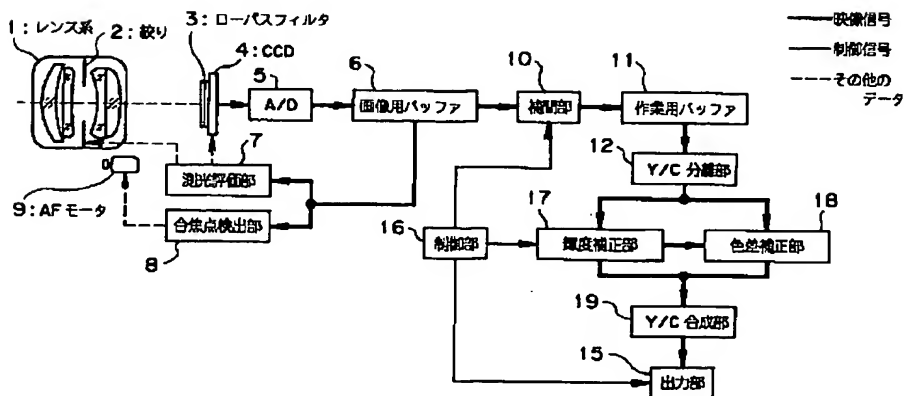 1:レンズ系
2:絞り
3:ローパスフィルタ
4:CCD
5
A/D
6
画像用バッファ
10
補間部
11
作業用バッファ
映像信号
制御信号
その他の
データ
12
Y/C 分離部
7
測光評価部
9:AFモータ
合焦点検出部
8
16
制御部
17
輝度補正部
18
色差補正部
19
Y/C 合成部
15
出力部